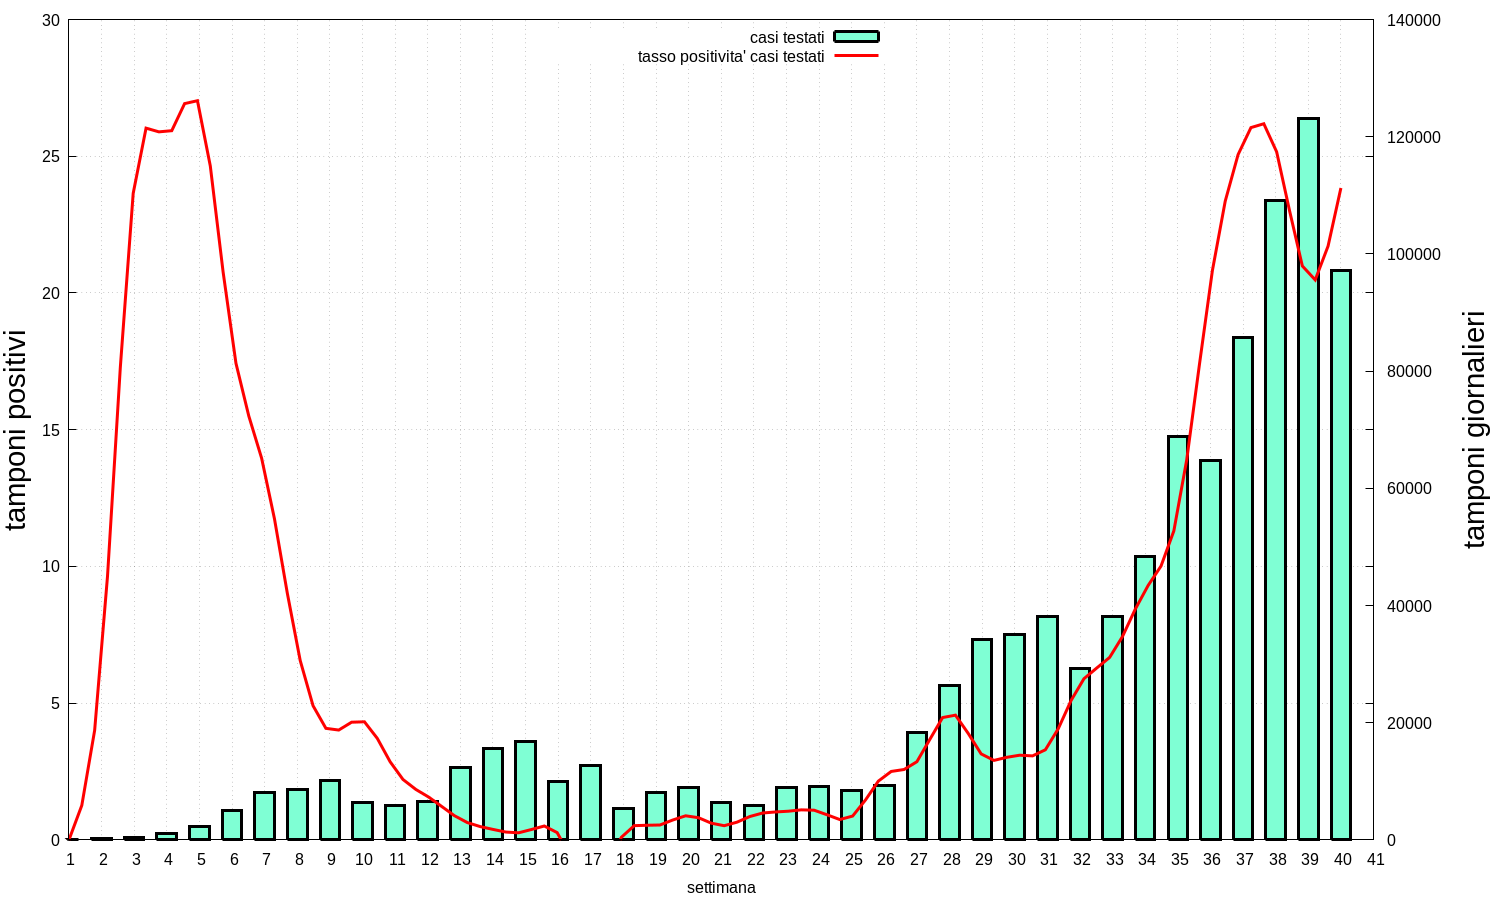 casi testati
tasso positivita' casi testati
30
25
20
15
10
5
0
tamponi positivi
140000
120000
100000
80000
60000
40000
20000
0
tamponi giornalieri
1 2 3 4 5 6 7 8 9 10 11 12 13 14 15 16 17 18 19 20 21 22 23 24 25 26 27 28 29 30 31 32 33 34 35 36 37 38 39 40 41
settimana